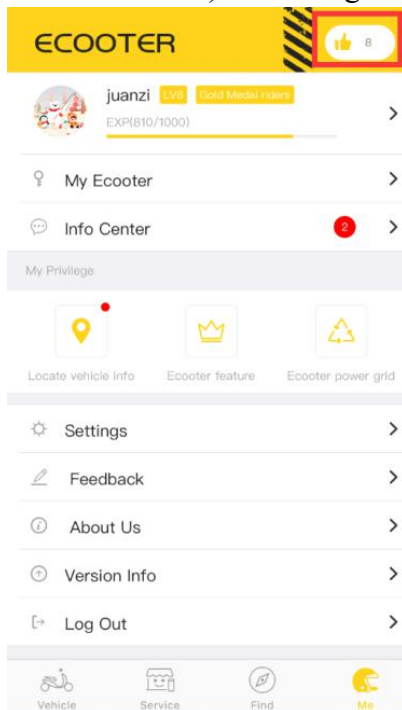 ECOOTER
8
juanzi LV8 Gold Medal riders
EXP(810/1000)
My Ecooter
Info Center 2
My Privilege
Locate vehicle info Ecooter feature Ecooter power grid
Settings
Feedback
About Us
Version Info
Log Out
Vehicle Service Find Me